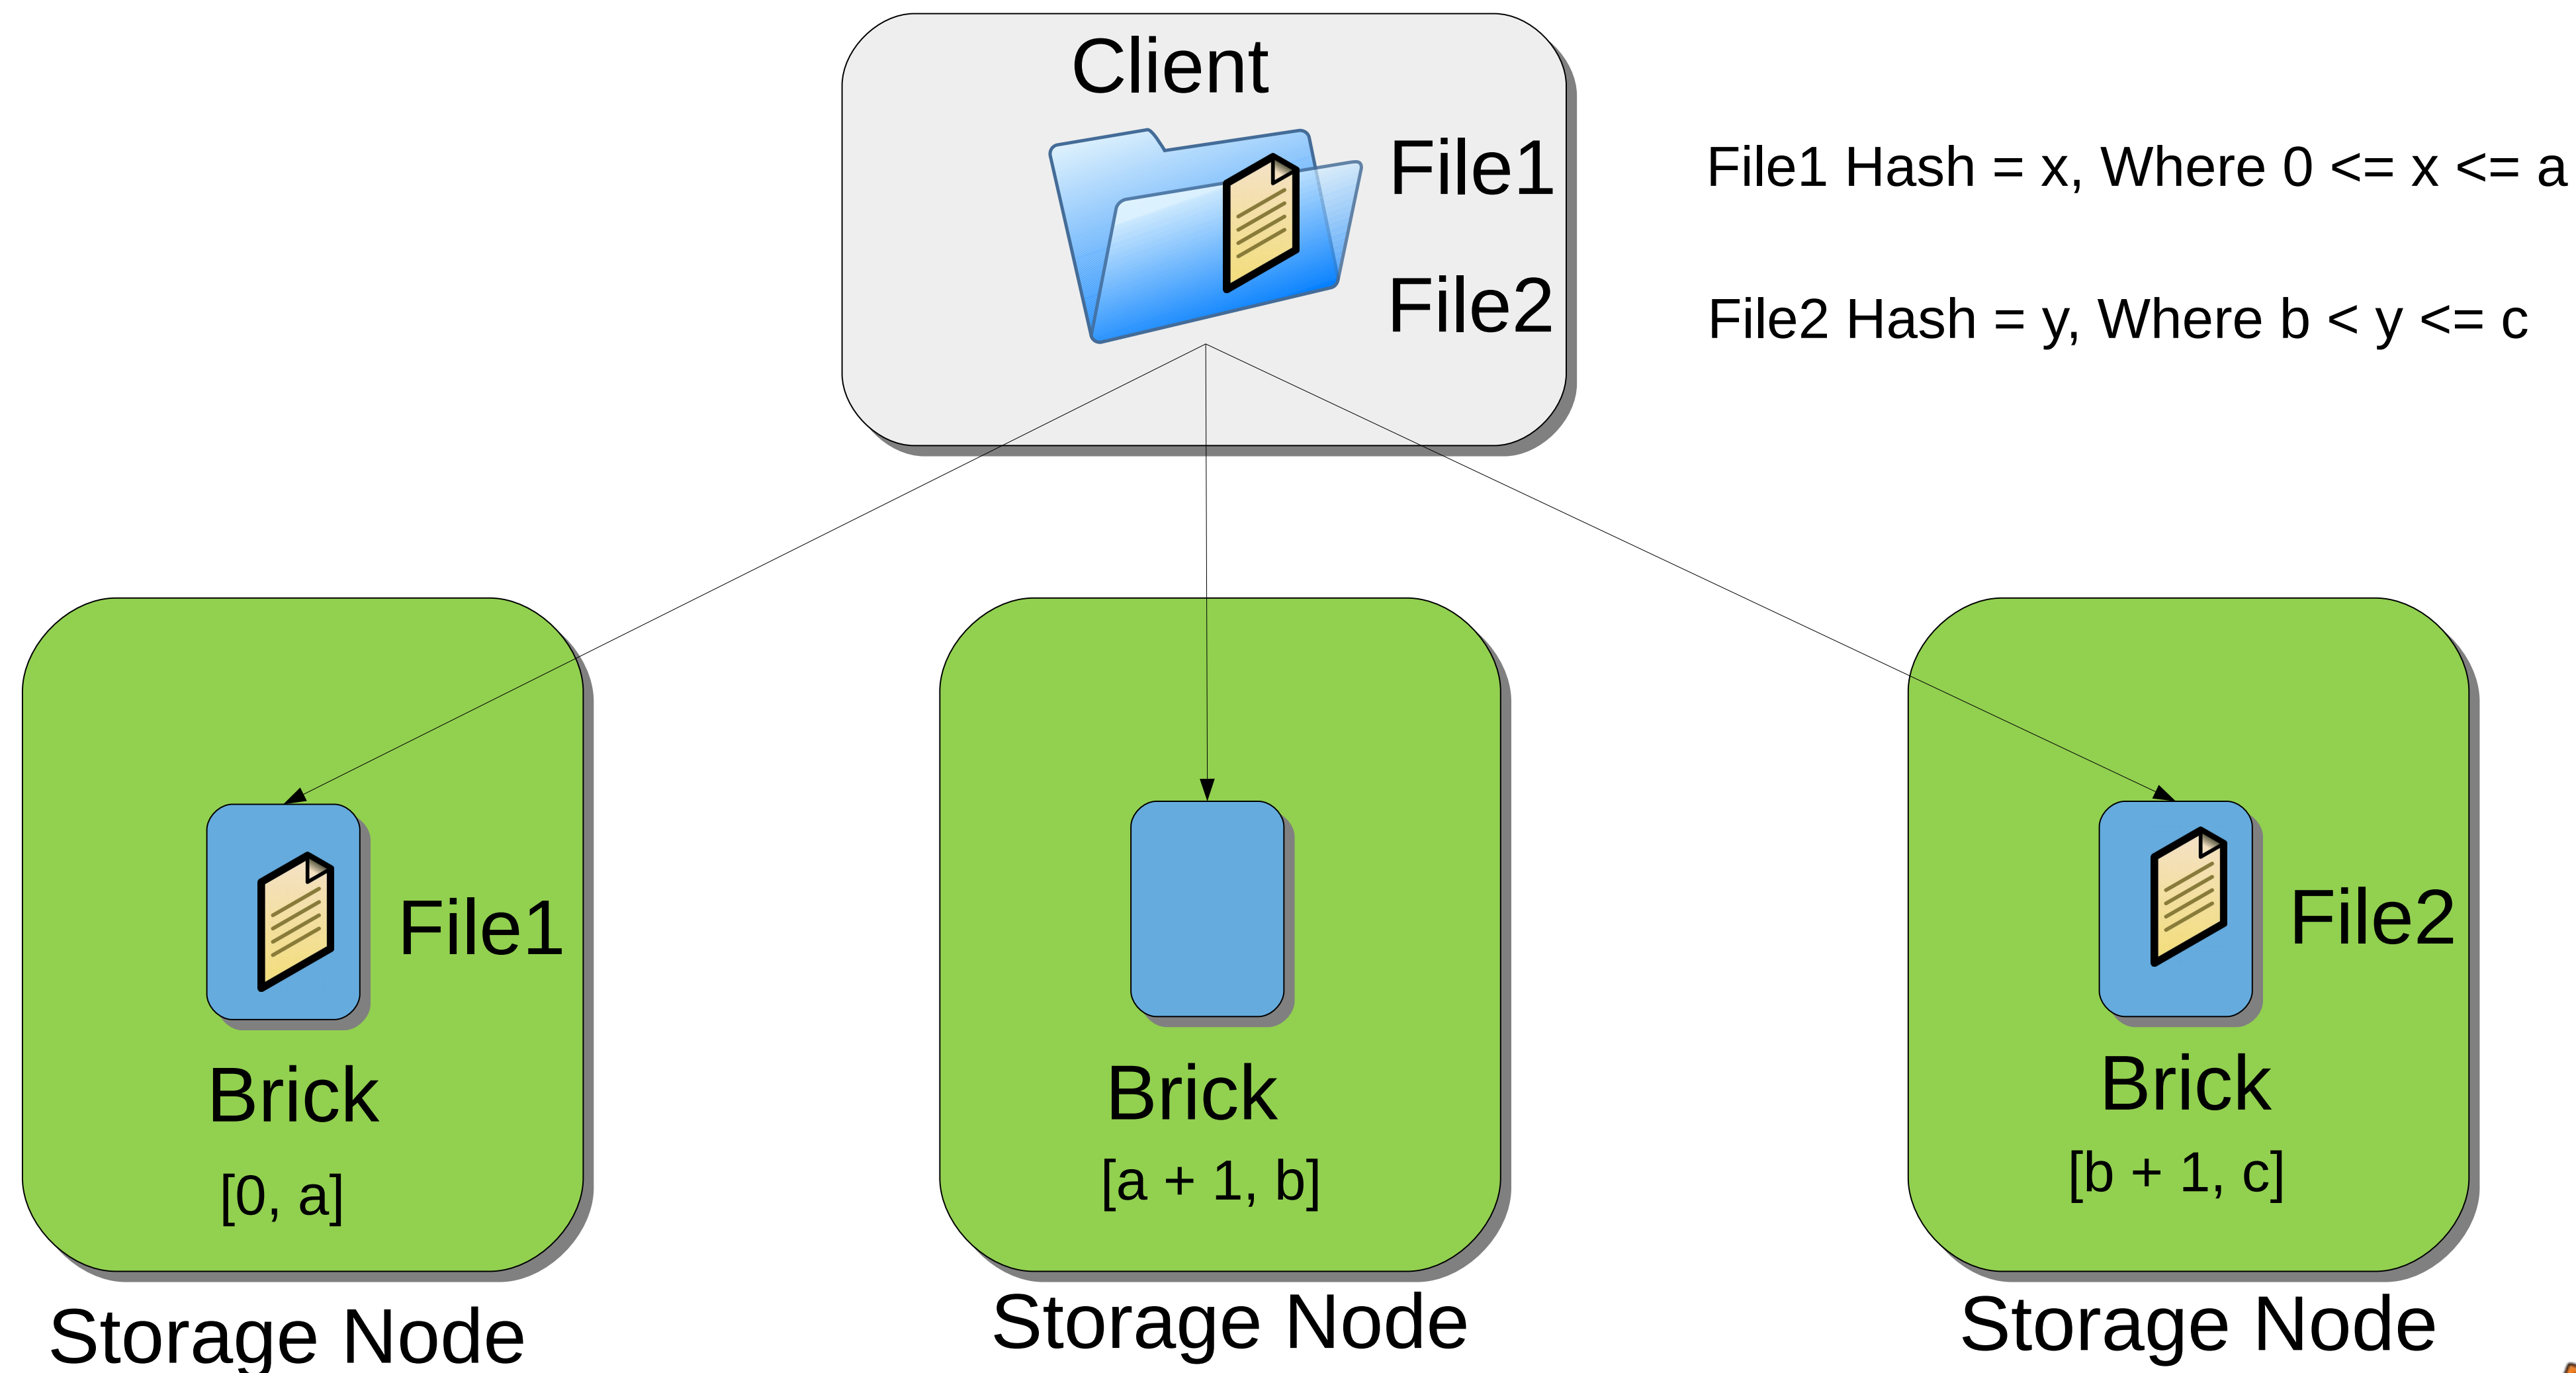 Client
File1
File1 Hash = x, Where 0 <= x <= a
File2
File2 Hash = y, Where b < y <= c
File1
Brick
[0, a]
Storage Node
Brick
[a + 1, b]
Storage Node
File2
Brick
[b + 1, c]
Storage Node